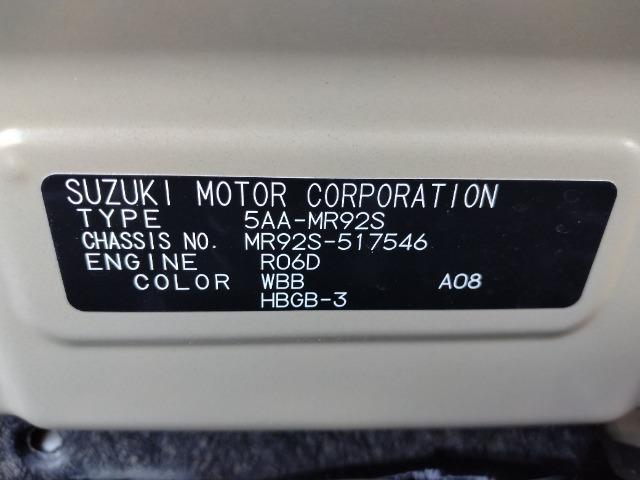 SUZUKI MOTOR CORPORATION
TYPE 5AA-MR92S
CHASSIS NO. MR92S-517546
ENGINE R06D
COLOR WBB A08
HBGB-3